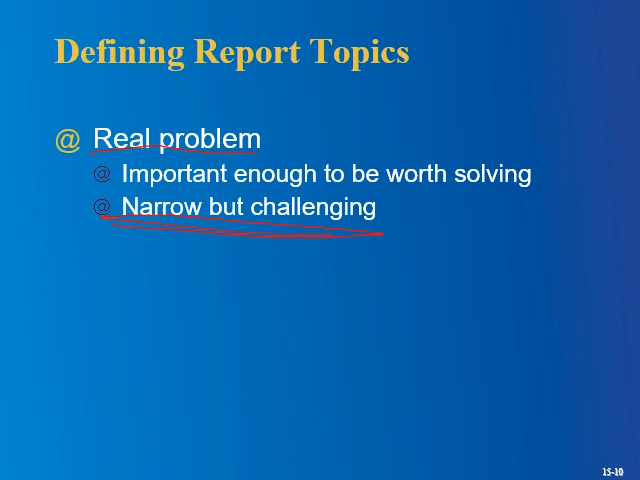 Defining Report Topics
@ Real problem
@ Important enough to be worth solving
@ Narrow but challenging
15-10